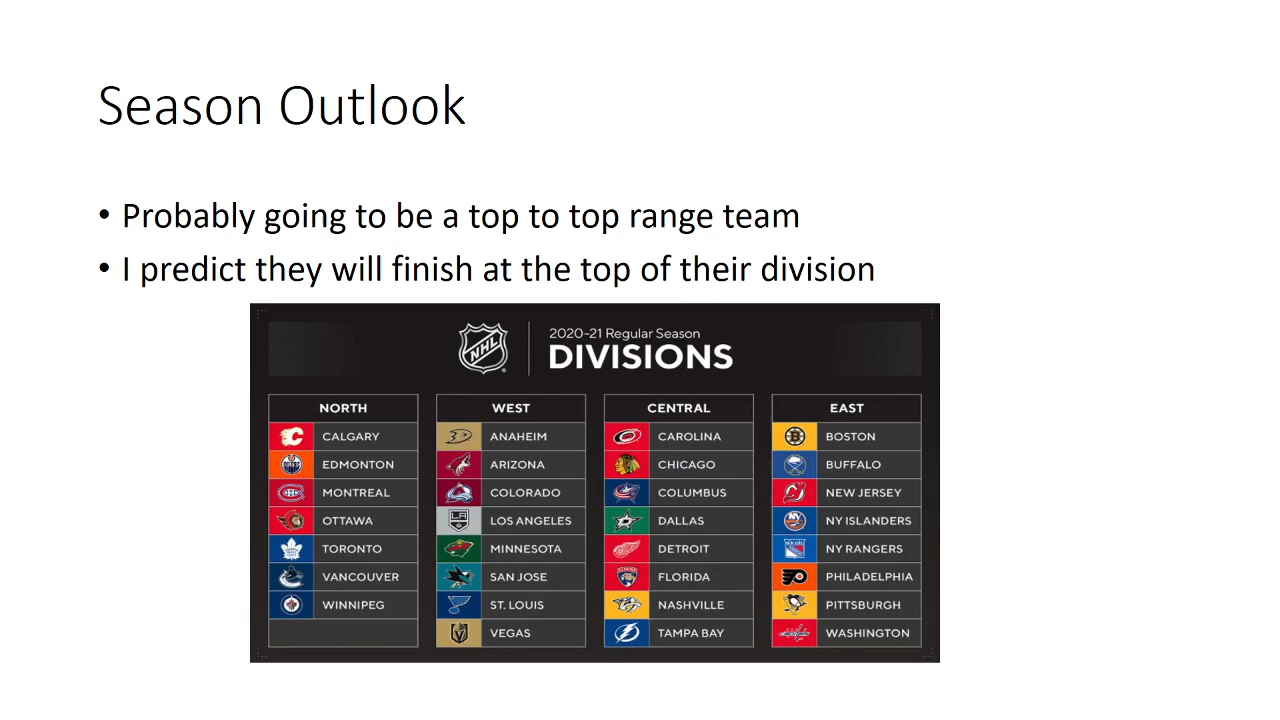 Season Outlook
• Probably going to be a top to top range team
• I predict they will finish at the top of their division
NHL
2020-21 Regular Season
DIVISIONS
NORTH WEST CENTRAL EAST
CALGARY ANAHEIM CAROLINA BOSTON
EDMONTON ARIZONA CHICAGO BUFFALO
MONTREAL COLORADO COLUMBUS NEW JERSEY
OTTAWA LOS ANGELES DALLAS NY ISLANDERS
TORONTO MINNESOTA DETROIT NY RANGERS
VANCOUVER SAN JOSE FLORIDA PHILADELPHIA
WINNIPEG ST. LOUIS NASHVILLE PITTSBURGH
VEGAS TAMPA BAY WASHINGTON